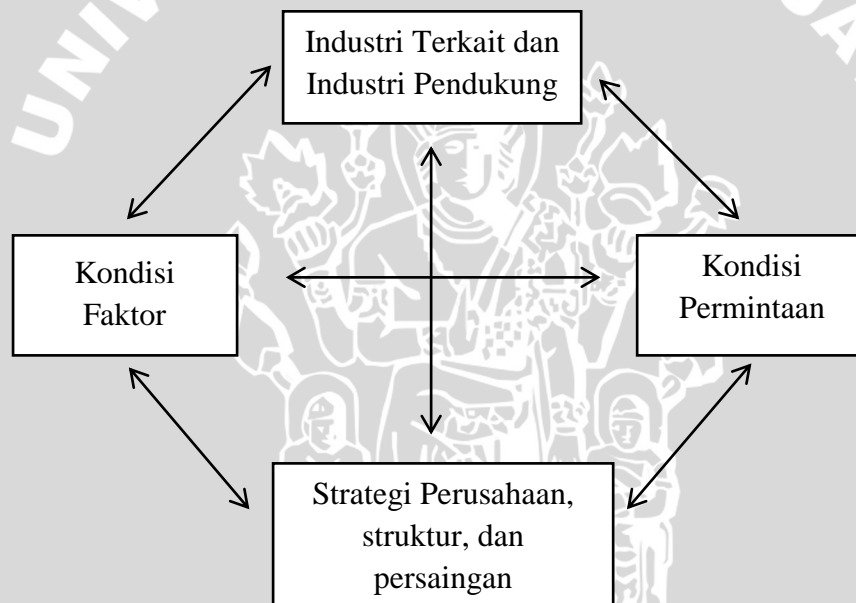 Industri Terkait dan
Industri Pendukung
Kondisi
Faktor
Kondisi
Permintaan
Strategi Perusahaan,
struktur, dan
persaingan